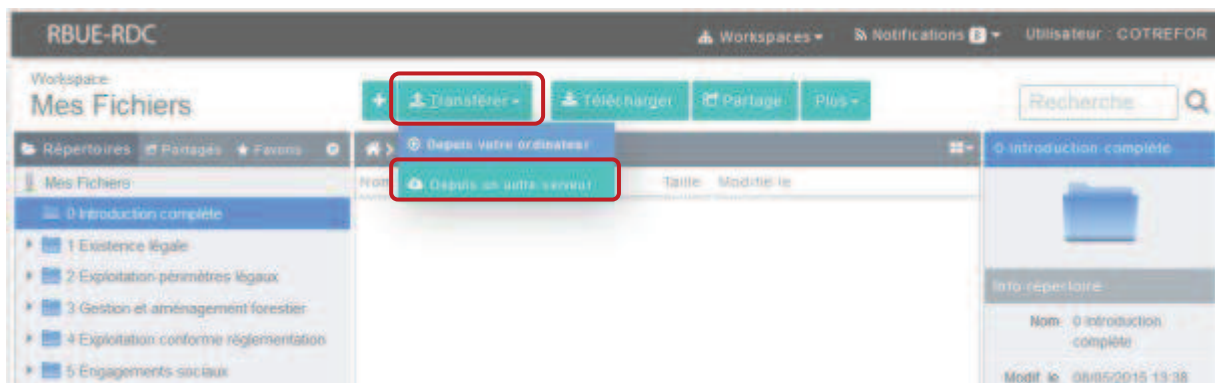 RBUE-RDC Workspaces Notifications 8 Utilisateur : COTREFOR
Workspace
Mes Fichiers
+ Transférer Télécharger Partage Plus
Recherche
Répertoires Partagés Favoris
Depuis votre ordinateur
Depuis un autre serveur
Mes Fichiers
Nom Taille Modifié le
0 Introduction complète
1 Existence légale
2 Exploitation périmètres légaux
3 Gestion et aménagement forestier
4 Exploitation conforme réglementation
5 Engagements sociaux
0 Introduction complète
Info répertoire
Nom 0 Introduction
complète
Modif. le 08/05/2015 13:38